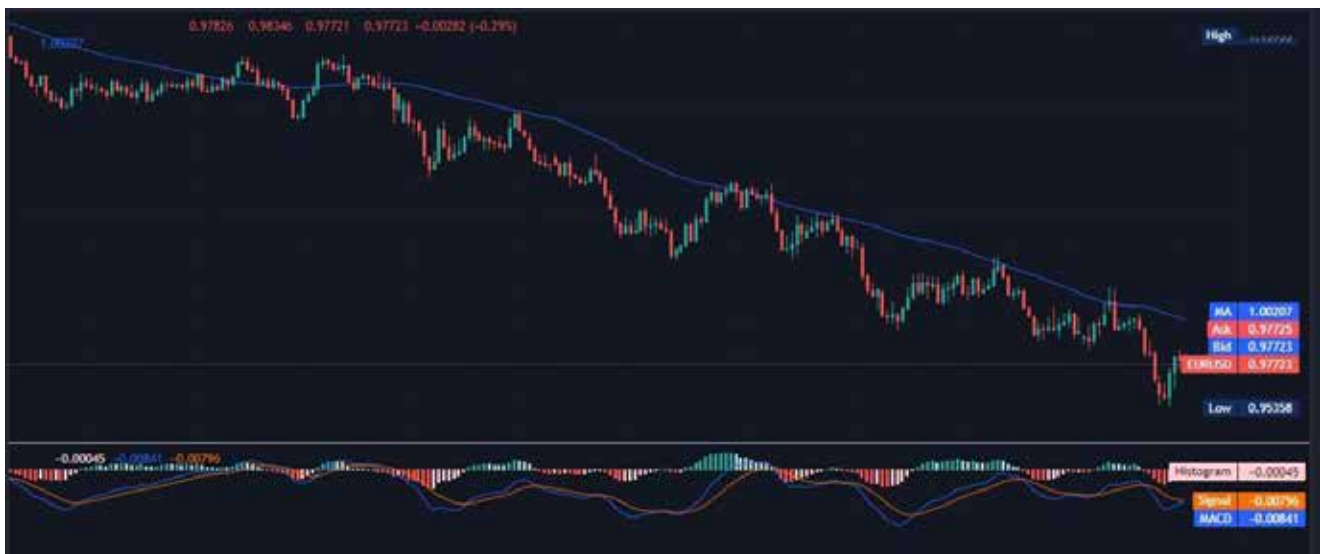 0.97826 0.98346 0.97721 0.97723 −0.00282 (−0.29%)
1.00207
High
MA 1.00207
Ask 0.97725
Bid 0.97723
EURUSD 0.97723
Low 0.95358
−0.00045 −0.00841 −0.00796
Histogram −0.00045
Signal −0.00796
MACD −0.00841